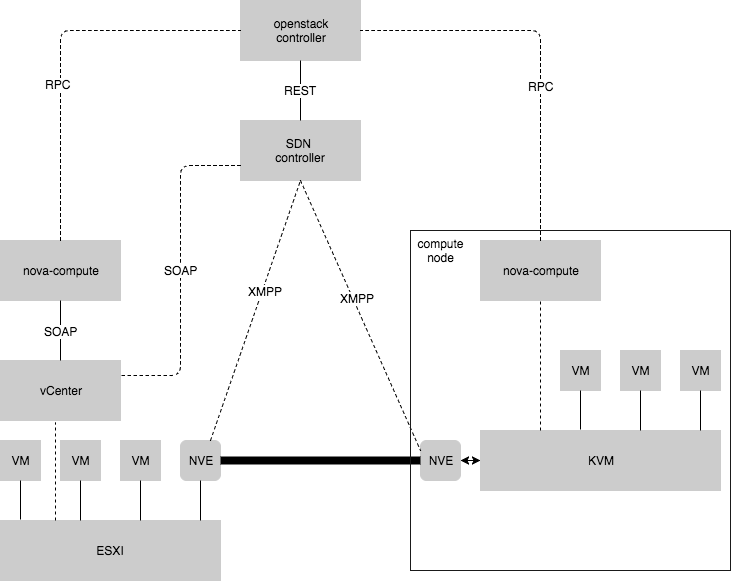 openstack
controller
RPC
REST
RPC
SDN
controller
compute
node
nova-compute
SOAP
nova-compute
XMPP
XMPP
SOAP
vCenter
VM
VM
VM
VM
VM
VM
NVE
NVE
KVM
ESXI